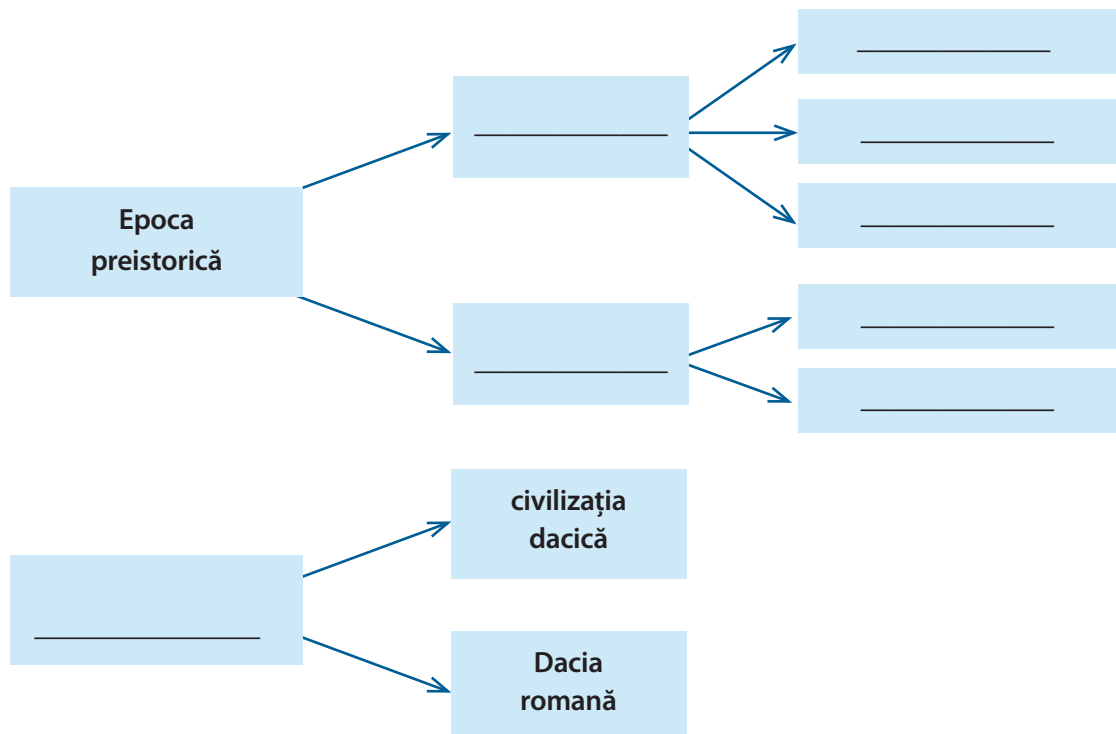 Epoca
preistorică
civilizația
dacică
Dacia
romană